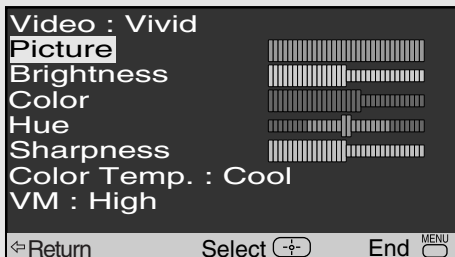 Video : Vivid
Picture
Brightness
Color
Hue
Sharpness
Color Temp. : Cool
VM : High
Return Select End MENU